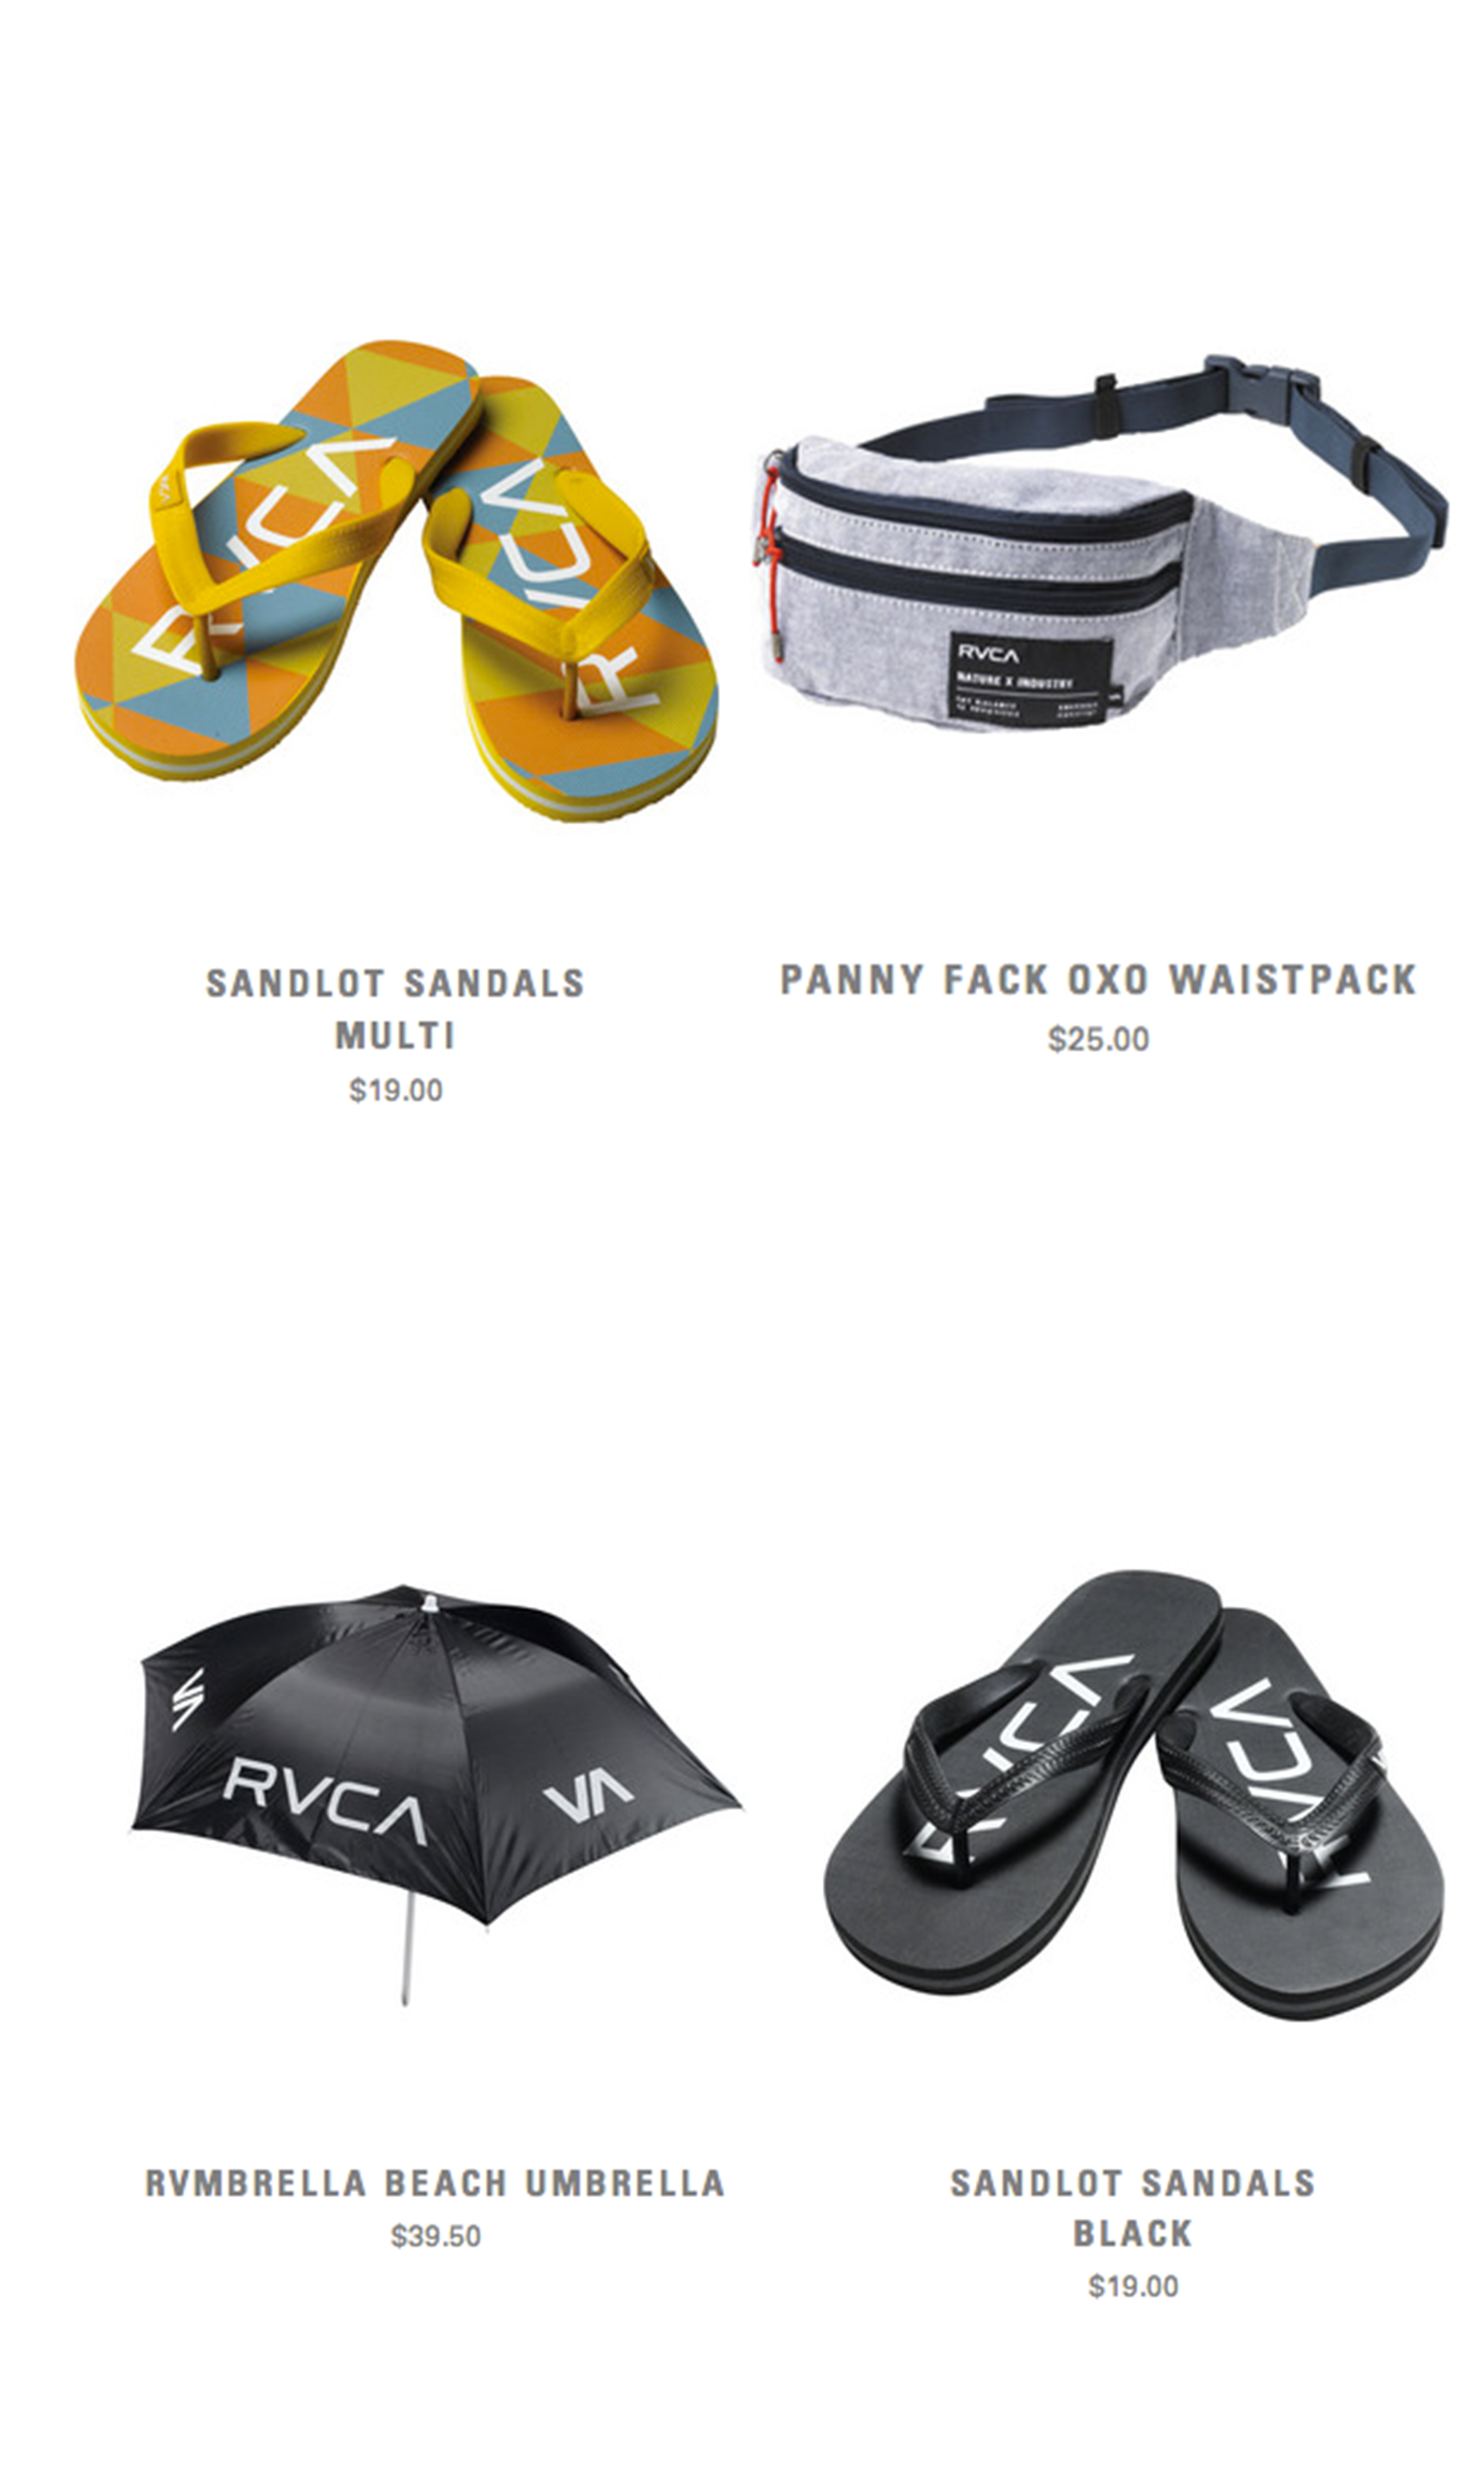 RVCA
RVCA
RVCA
NATURE X INDUSTRY
SANDLOT SANDALS
MULTI
$19.00
PANNY FACK OXO WAISTPACK
$25.00
VA
RVCA
VA
RVCA
RVCA
RVMBRELLA BEACH UMBRELLA
$39.50
SANDLOT SANDALS
BLACK
$19.00